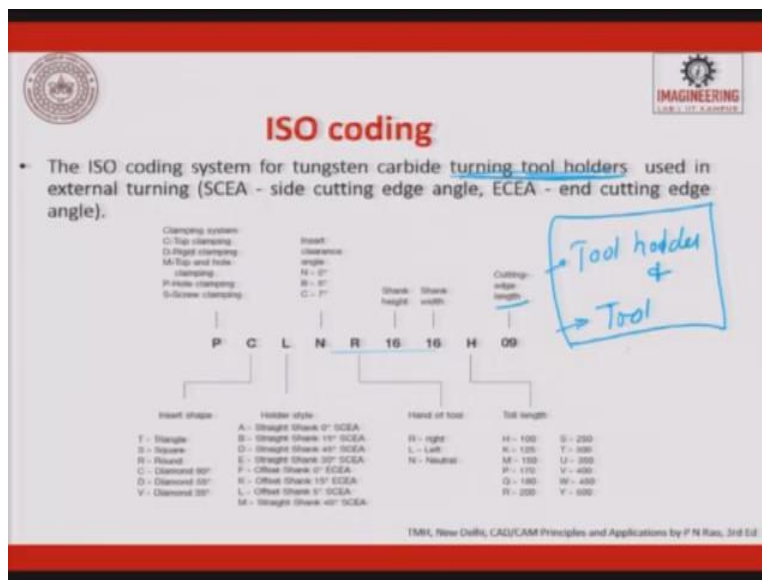 IMAGINEERING
LAB, IIT KANPUR
ISO coding
• The ISO coding system for tungsten carbide turning tool holders used in
external turning (SCEA - side cutting edge angle, ECEA - end cutting edge
angle).
Clamping system
C-Top clamping
D-Rigid clamping
M-Top and hole
clamping
P-Hole clamping
S-Screw clamping
Insert
clearance
angle
N - 0°
B - 5°
C - 7°
Shank
height
Shank
width
Cutting
edge
length
Tool holder
&
Tool
P C L N R 16 16 H 09
Insert shape
T - Triangle
S - Square
R - Round
C - Diamond 80°
D - Diamond 55°
V - Diamond 35°
Holder style
A - Straight Shank 0° SCEA
B - Straight Shank 15° SCEA
D - Straight Shank 45° SCEA
E - Straight Shank 30° SCEA
F - Offset Shank 0° ECEA
K - Offset Shank 15° ECEA
L - Offset Shank 5° SCEA
M - Straight Shank 40° SCEA
Hand of tool
R - right
L - Left
N - Neutral
Toll length
H - 100 S - 250
K - 125 T - 300
M - 150 U - 350
P - 170 V - 400
Q - 180 W - 450
R - 200 Y - 500
TMH, New Delhi, CAD/CAM Principles and Applications by P N Rao, 3rd Ed